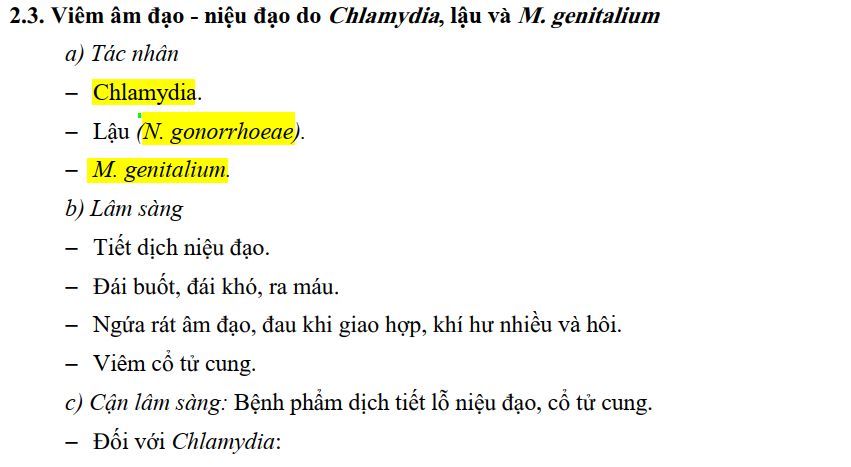 2.3. Viêm âm đạo - niệu đạo do Chlamydia, lậu và M. genitalium
a) Tác nhân
– Chlamydia.
– Lậu (N. gonorrhoeae).
– M. genitalium.
b) Lâm sàng
– Tiết dịch niệu đạo.
– Đái buốt, đái khó, ra máu.
– Ngứa rát âm đạo, đau khi giao hợp, khí hư nhiều và hôi.
– Viêm cổ tử cung.
c) Cận lâm sàng: Bệnh phẩm dịch tiết lỗ niệu đạo, cổ tử cung.
– Đối với Chlamydia: